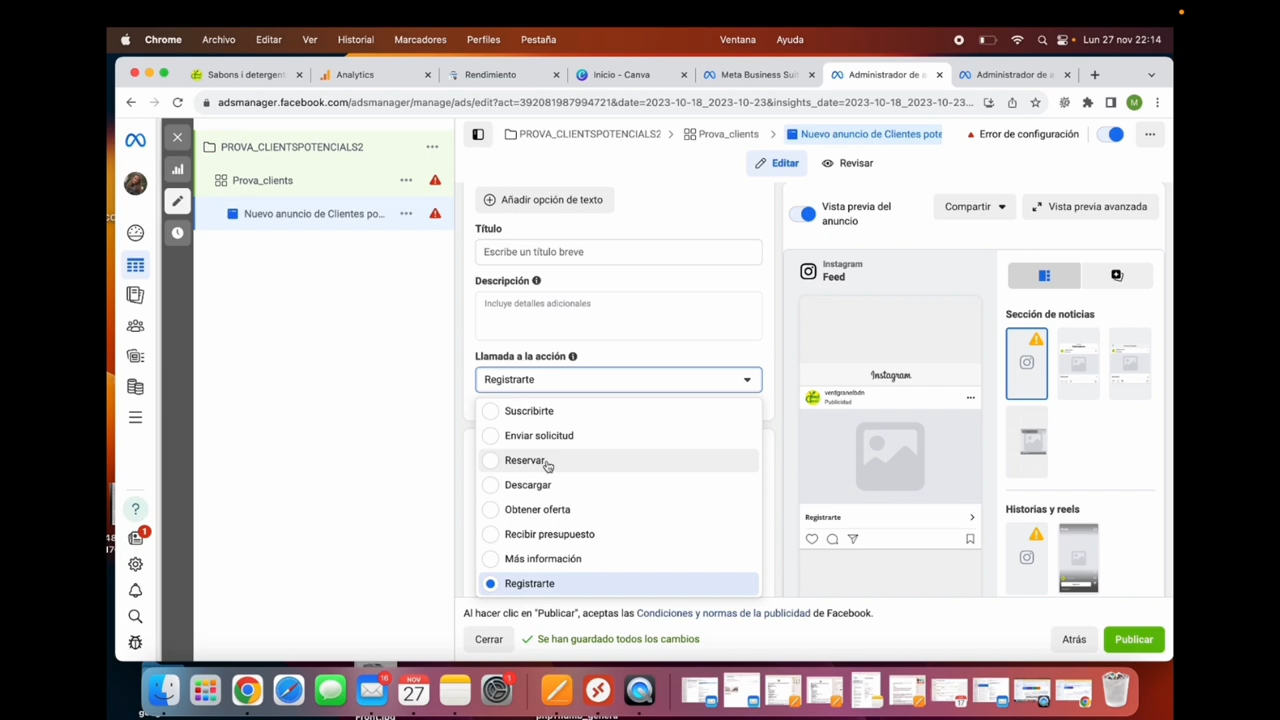 Chrome Archivo Editar Ver Historial Marcadores Perfiles Pestaña Ventana Ayuda Lun 27 nov 22:14
Sabons i detergent Analytics Rendimiento Inicio - Canva Meta Business Sui Administrador de a Administrador de a
adsmanager.facebook.com/adsmanager/manage/ads/edit?act=392081987994721&date=2023-10-18_2023-10-23&insights_date=2023-10-18_2023-10-23...
M
PROVA_CLIENTSPOTENCIALS2
Prova_clients
Nuevo anuncio de Clientes po...
PROVA_CLIENTSPOTENCIALS2 Prova_clients Nuevo anuncio de Clientes pote
Error de configuración
Editar Revisar
Añadir opción de texto
Título
Escribe un título breve
Descripción
Incluye detalles adicionales
Llamada a la acción
Registrarte
Suscribirte
Enviar solicitud
Reservar
Descargar
Obtener oferta
Recibir presupuesto
Más información
Registrarte
Vista previa del
anuncio
Compartir
Vista previa avanzada
Instagram
Feed
Instagram
verdgranelbdn
Publicidad
Registrarte
Sección de noticias
Historias y reels
Al hacer clic en "Publicar", aceptas las Condiciones y normas de la publicidad de Facebook.
Cerrar
Se han guardado todos los cambios
Atrás
Publicar
1
16
NOV
27
17